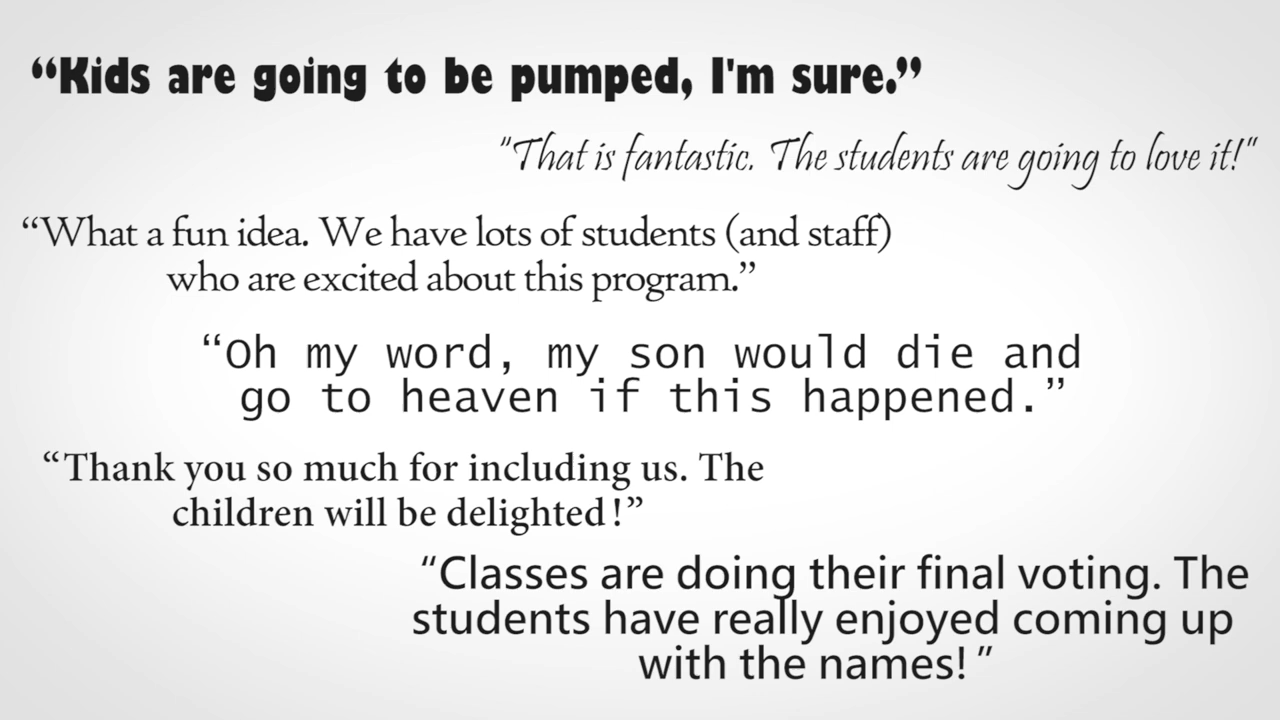 “Kids are going to be pumped, I'm sure.”
"That is fantastic. The students are going to love it!"
“What a fun idea. We have lots of students (and staff)
who are excited about this program.”
“Oh my word, my son would die and
go to heaven if this happened.”
“Thank you so much for including us. The
children will be delighted!”
“Classes are doing their final voting. The
students have really enjoyed coming up
with the names!”